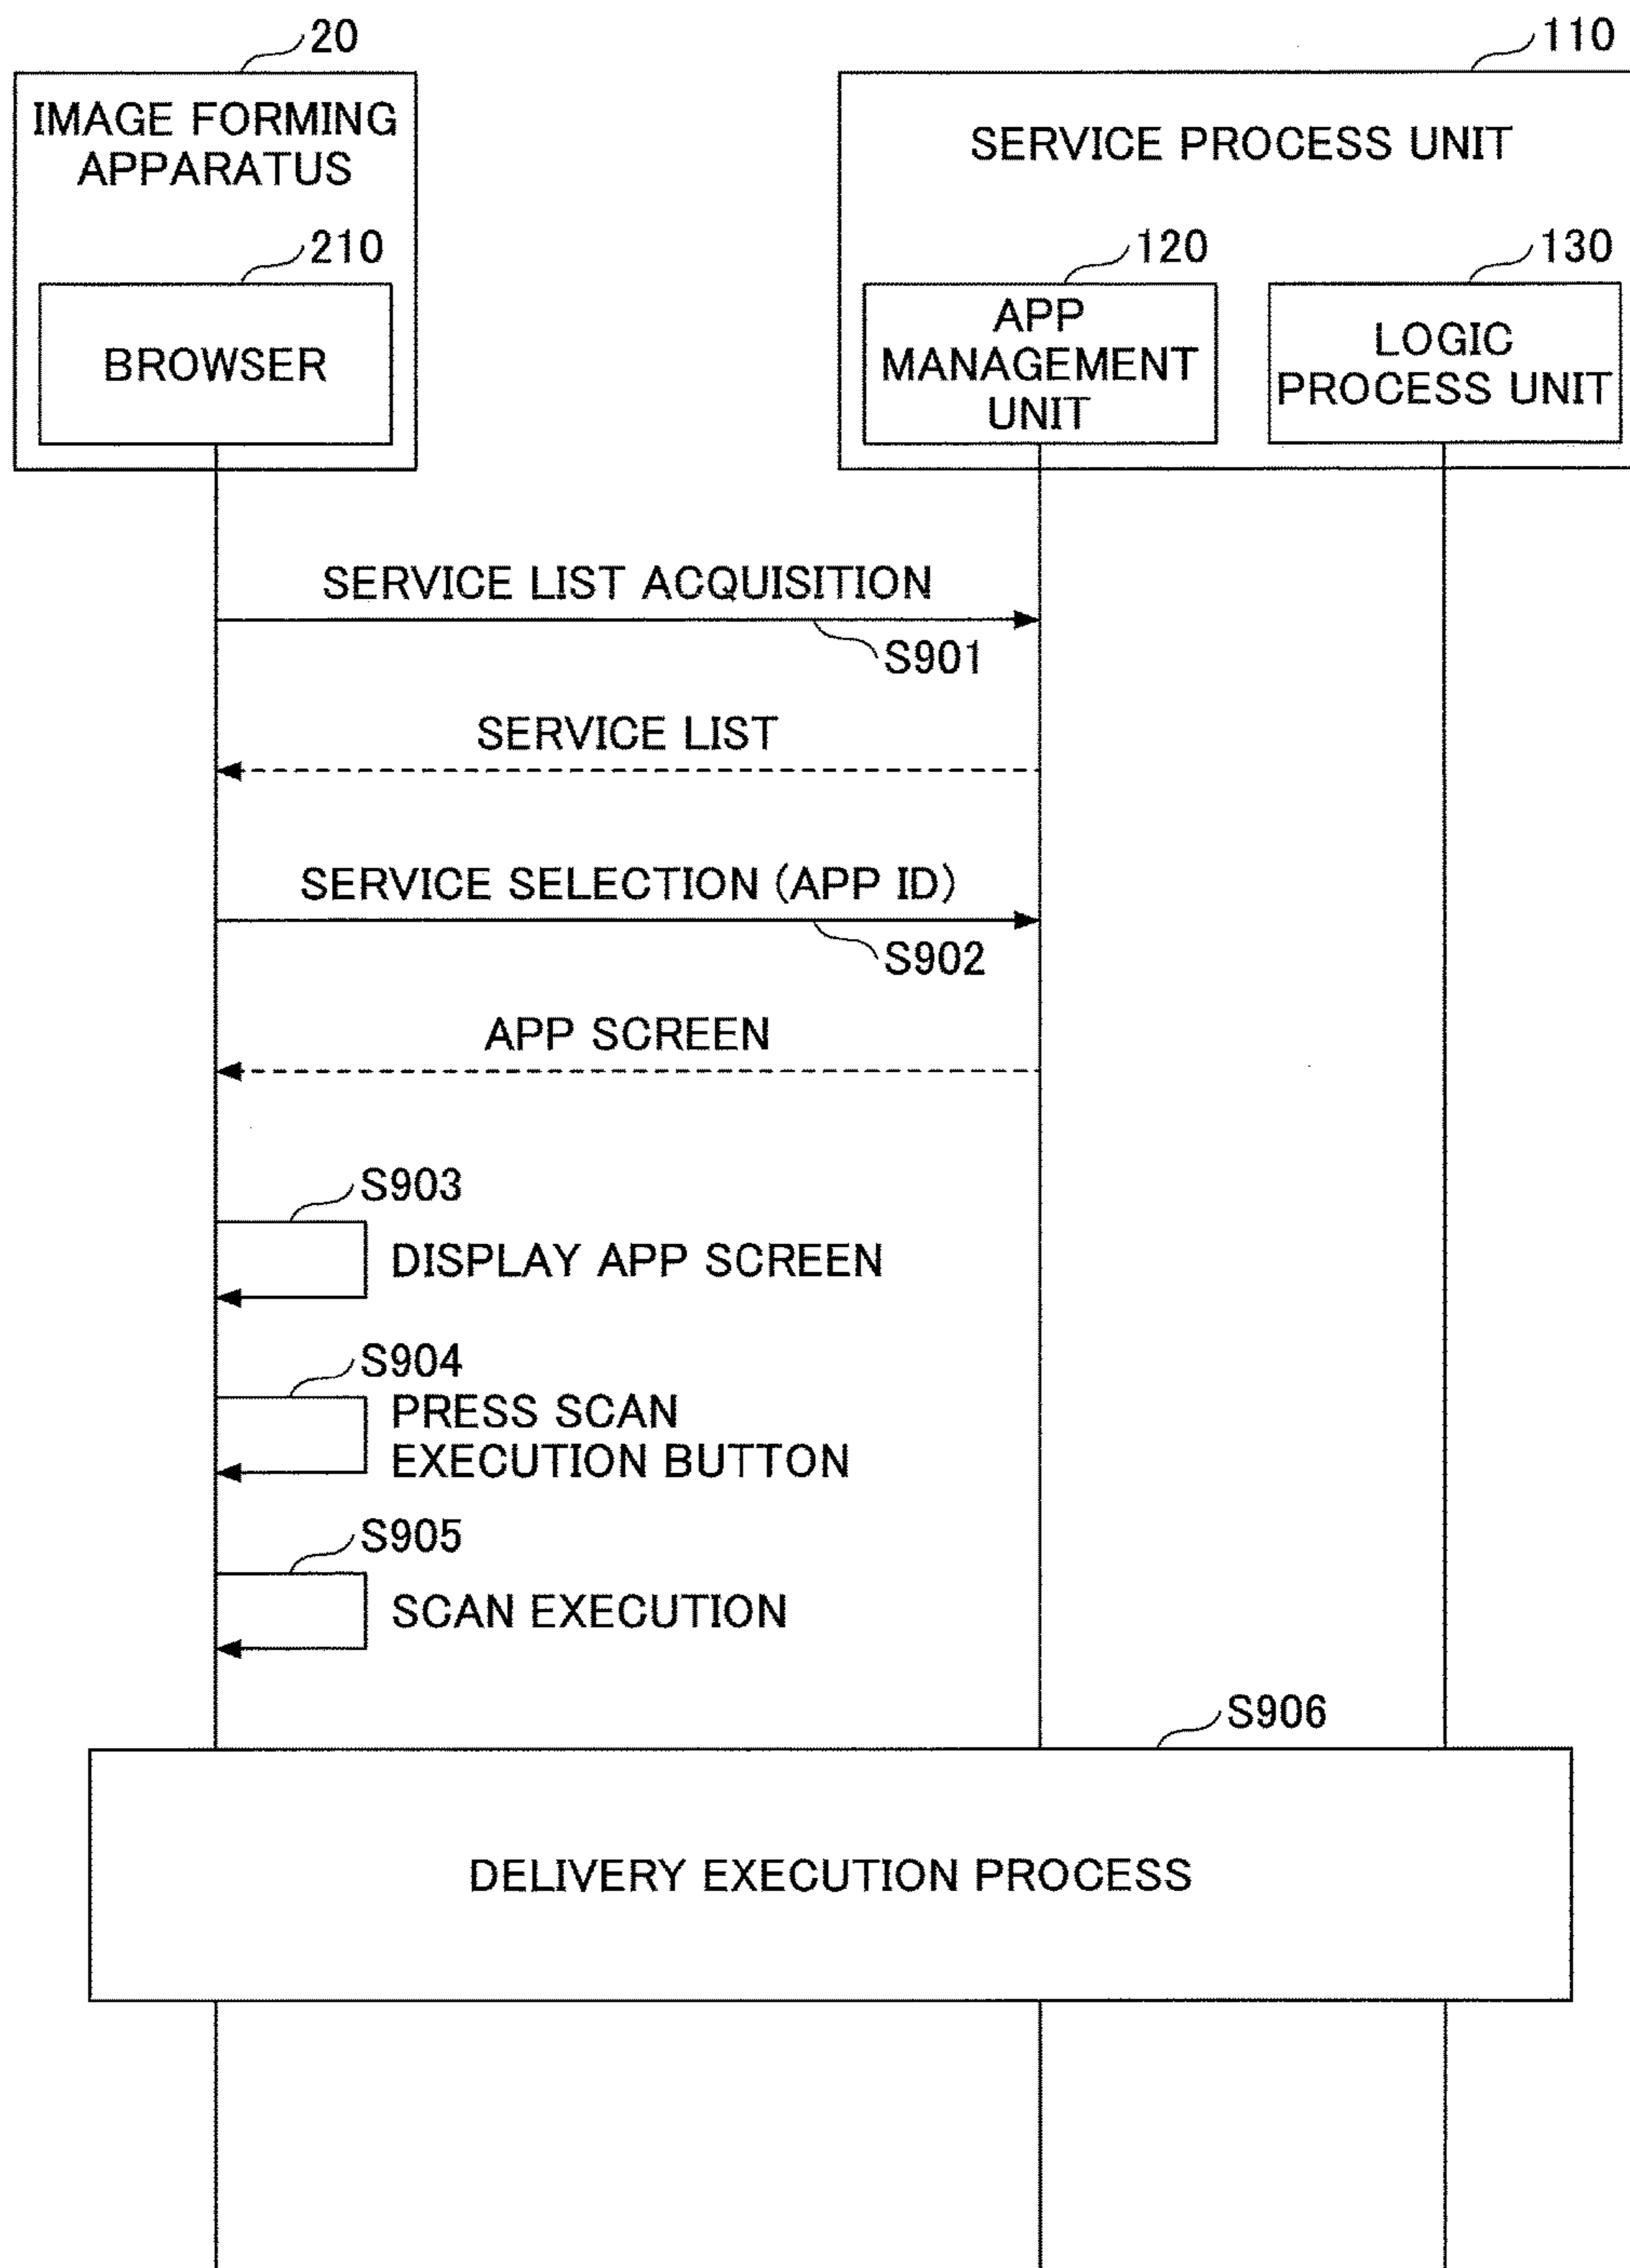 20
110
IMAGE FORMING
APPARATUS
SERVICE PROCESS UNIT
210
120
130
BROWSER
APP
MANAGEMENT
UNIT
LOGIC
PROCESS UNIT
SERVICE LIST ACQUISITION
S901
SERVICE LIST
SERVICE SELECTION (APP ID)
S902
APP SCREEN
S903
DISPLAY APP SCREEN
S904
PRESS SCAN
EXECUTION BUTTON
S905
SCAN EXECUTION
S906
DELIVERY EXECUTION PROCESS